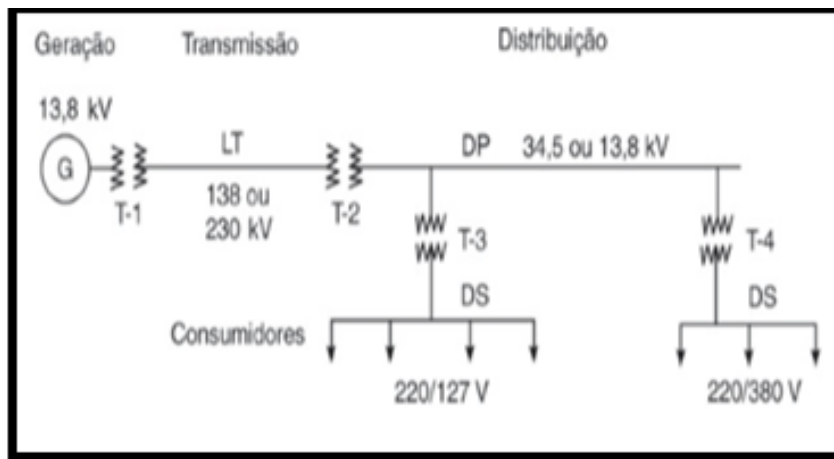 Geração Transmissão Distribuição
13,8 kV
G
T-1
LT
138 ou
230 kV
T-2
DP 34,5 ou 13,8 kV
T-3
T-4
DS
DS
Consumidores
220/127 V
220/380 V